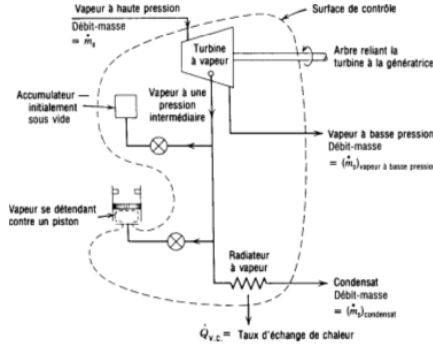 Vapeur à haute pression
Débit-masse
= ṁₛ
Surface de contrôle
Turbine
à vapeur
Arbre reliant la
turbine à la génératrice
Accumulateur —
initialement
sous vide
Vapeur à une
pression
intermédiaire
Vapeur à basse pression
Débit-masse
= (ṁₛ)vapeur à basse pression
Vapeur se détendant
contre un piston
Radiateur
à vapeur
Condensat
Débit-masse
= (ṁₛ)condensat
Q̇v.c. = Taux d'échange de chaleur